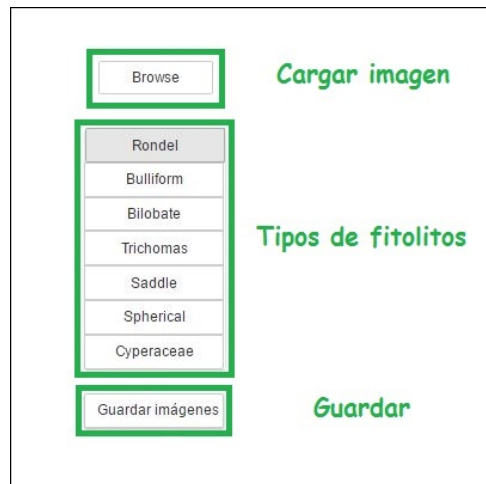 Browse
Cargar imagen
Rondel
Bulliform
Bilobate
Trichomas
Saddle
Spherical
Cyperaceae
Tipos de fitolitos
Guardar imágenes
Guardar